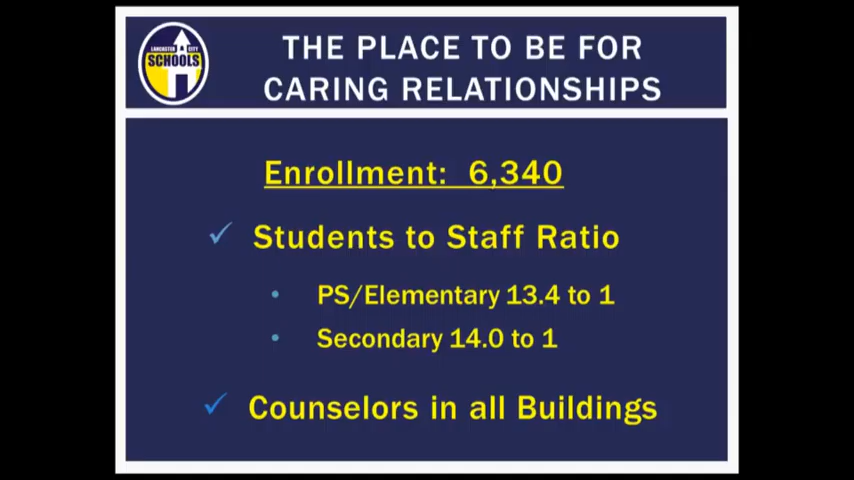 LANCASTER CITY
SCHOOLS
THE PLACE TO BE FOR
CARING RELATIONSHIPS
Enrollment: 6,340
✓ Students to Staff Ratio
• PS/Elementary 13.4 to 1
• Secondary 14.0 to 1
✓ Counselors in all Buildings